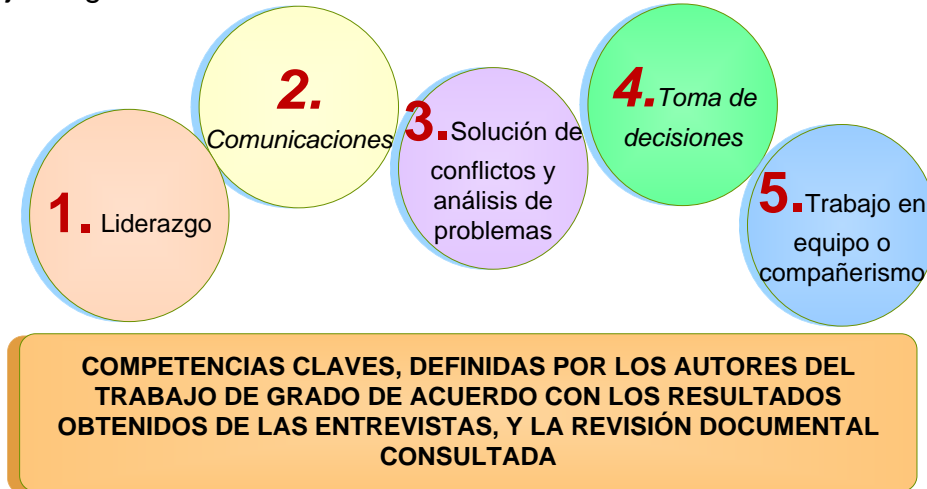 1. Liderazgo
2.
Comunicaciones
3. Solución de
conflictos y
análisis de
problemas
4. Toma de
decisiones
5. Trabajo en
equipo o
compañerismo
COMPETENCIAS CLAVES, DEFINIDAS POR LOS AUTORES DEL
TRABAJO DE GRADO DE ACUERDO CON LOS RESULTADOS
OBTENIDOS DE LAS ENTREVISTAS, Y LA REVISIÓN DOCUMENTAL
CONSULTADA